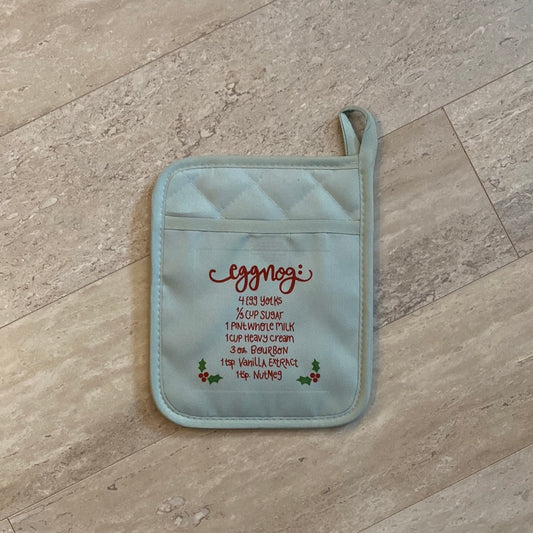 eggnog:
4 Egg Yolks
⅓ Cup Sugar
1 Pint Whole Milk
1 Cup Heavy Cream
3 oz. Bourbon
1 tsp Vanilla Extract
1 tsp. Nutmeg